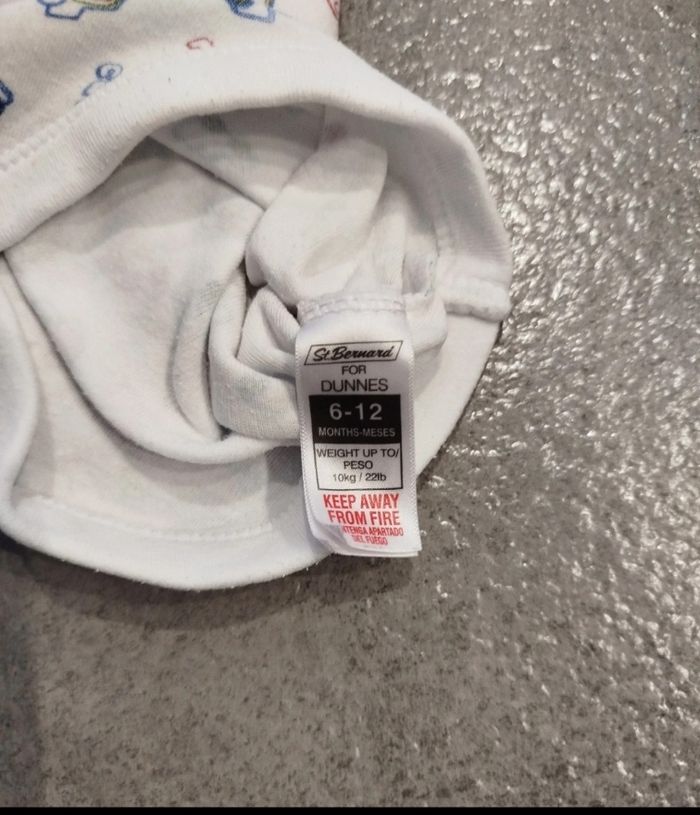 St. Bernard
FOR
DUNNES
6-12
MONTHS-MESES
WEIGHT UP TO/
PESO
10kg / 22lb
KEEP AWAY
FROM FIRE
APARTADO
DEL FUEGO